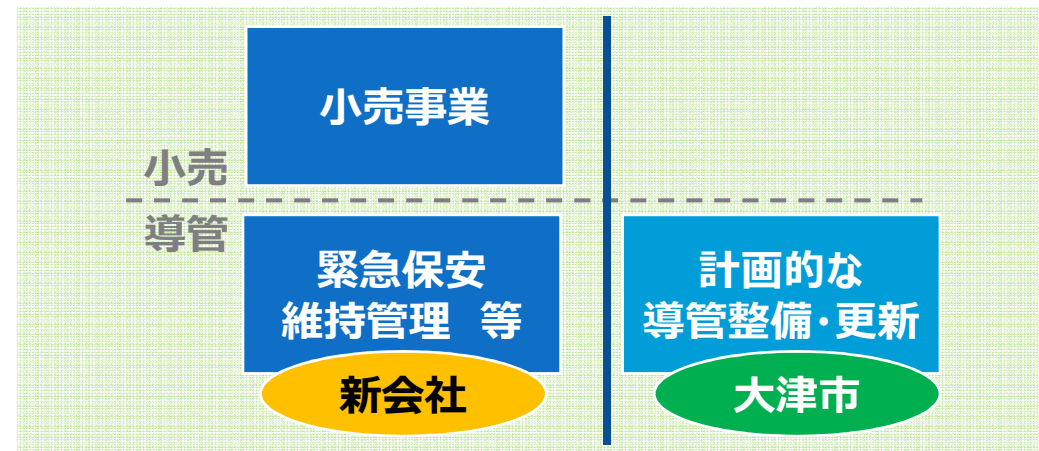 小売事業
小売
導管
緊急保安
維持管理　等
新会社
計画的な
導管整備・更新
大津市